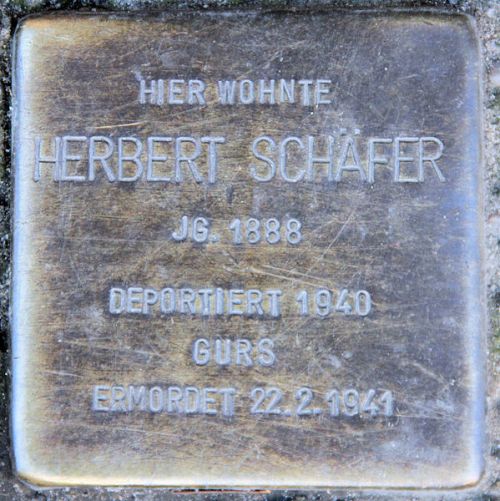 HIER WOHNTE
HERBERT SCHÄFER
JG. 1888
DEPORTIERT 1940
GURS
ERMORDET 22.2.1941